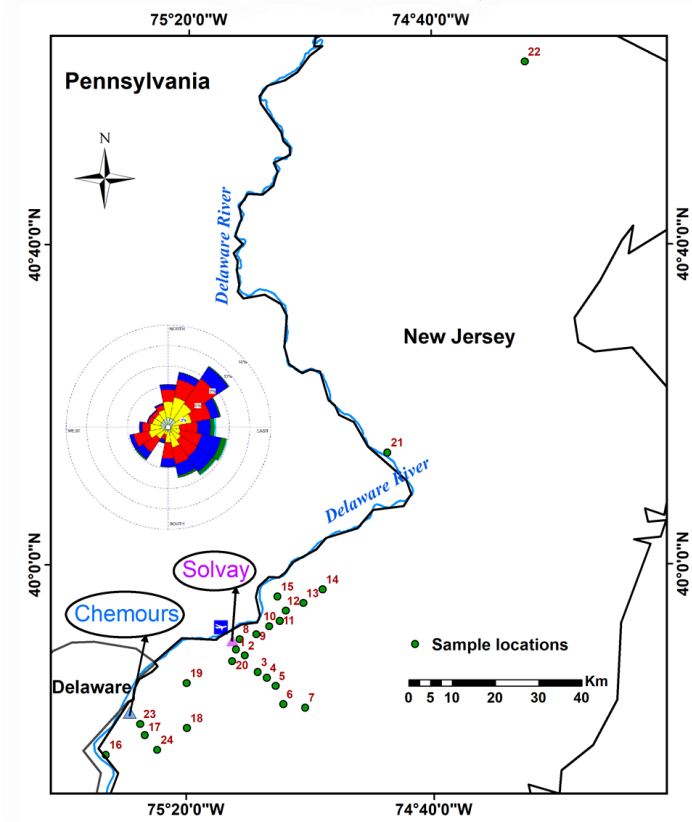 75°20'0"W 74°40'0"W
22
Pennsylvania
N
40°40'0"N 40°40'0"N
Delaware River
New Jersey
NORTH
WEST EAST
SOUTH
21
Delaware River
40°0'0"N 40°0'0"N
Solvay
14
15
13
12
Chemours
10 11
8 9
1 2
20
3 4
5
Sample locations
Delaware
19
6 7
Km
0 5 10 20 30 40
23
17
18
16
24
75°20'0"W 74°40'0"W